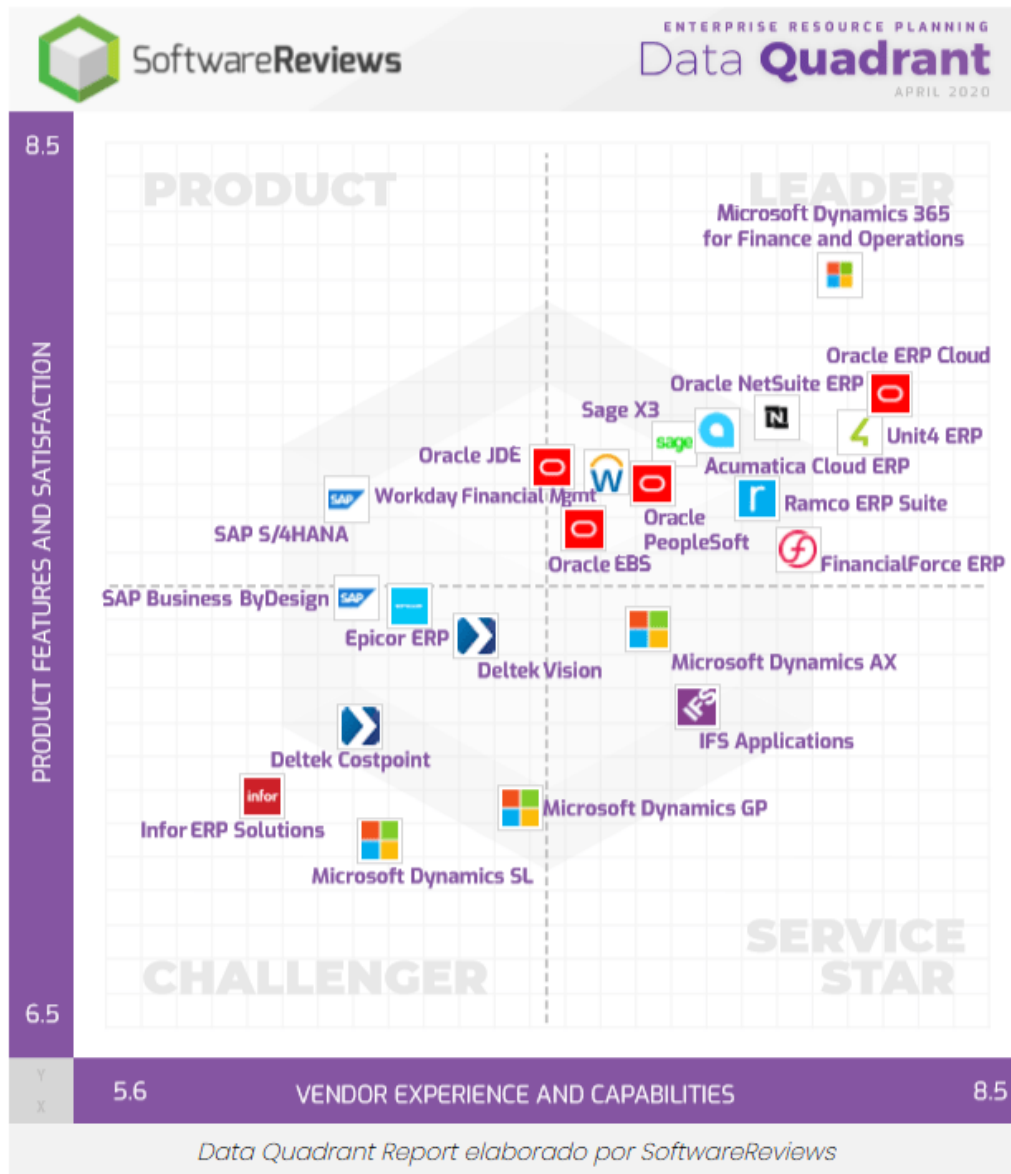 SoftwareReviews
ENTERPRISE RESOURCE PLANNING
Data Quadrant
APRIL 2020
8.5
PRODUCT
LEADER
Microsoft Dynamics 365
for Finance and Operations
Oracle ERP Cloud
Oracle NetSuite ERP
N
Sage X3
sage
Unit4 ERP
Oracle JDE
Acumatica Cloud ERP
Workday Financial Mgmt
W
SAP
r
Ramco ERP Suite
SAP S/4HANA
Oracle
PeopleSoft
Oracle EBS
f
FinancialForce ERP
PRODUCT FEATURES AND SATISFACTION
SAP Business ByDesign
SAP
Epicor ERP
Deltek Vision
Microsoft Dynamics AX
IFS
IFS Applications
Deltek Costpoint
infor
Infor ERP Solutions
Microsoft Dynamics GP
Microsoft Dynamics SL
SERVICE
STAR
CHALLENGER
6.5
Y
X
5.6
VENDOR EXPERIENCE AND CAPABILITIES
8.5
Data Quadrant Report elaborado por SoftwareReviews